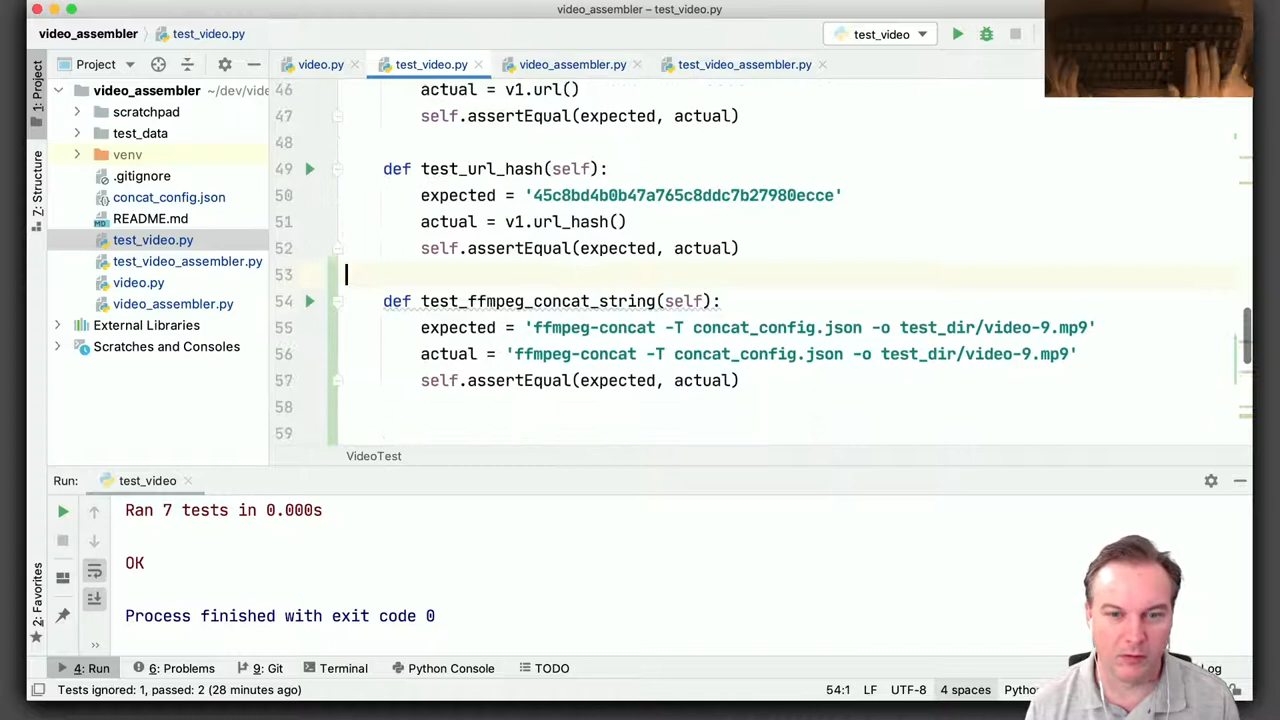 video_assembler – test_video.py
video_assembler
test_video.py
test_video
1: Project
Project
video.py
test_video.py
video_assembler.py
test_video_assembler.py
video_assembler ~/dev/vide
scratchpad
test_data
venv
.gitignore
concat_config.json
README.md
test_video.py
test_video_assembler.py
video.py
video_assembler.py
External Libraries
Scratches and Consoles
Z: Structure
2: Favorites
46 actual = v1.url()
47 self.assertEqual(expected, actual)
48
49 def test_url_hash(self):
50 expected = '45c8bd4b0b47a765c8ddc7b27980ecce'
51 actual = v1.url_hash()
52 self.assertEqual(expected, actual)
53
54 def test_ffmpeg_concat_string(self):
55 expected = 'ffmpeg-concat -T concat_config.json -o test_dir/video-9.mp9'
56 actual = 'ffmpeg-concat -T concat_config.json -o test_dir/video-9.mp9'
57 self.assertEqual(expected, actual)
58
59
VideoTest
Run: test_video
Ran 7 tests in 0.000s
OK
Process finished with exit code 0
4: Run
6: Problems
9: Git
Terminal
Python Console
TODO
Log
Tests ignored: 1, passed: 2 (28 minutes ago)
54:1
LF
UTF-8
4 spaces
Pytho